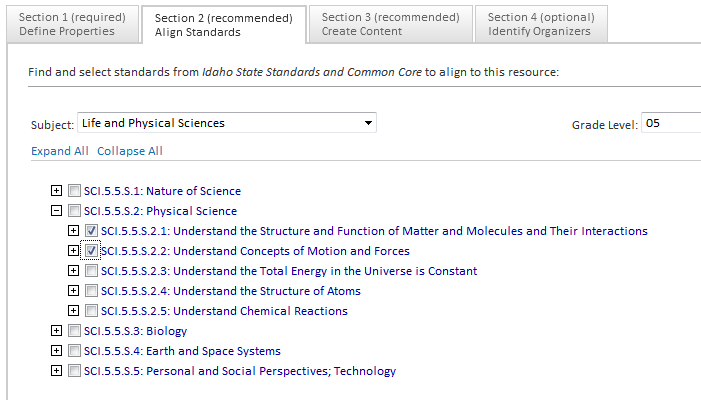 Section 1 (required)
Define Properties
Section 2 (recommended)
Align Standards
Section 3 (recommended)
Create Content
Section 4 (optional)
Identify Organizers
Find and select standards from Idaho State Standards and Common Core to align to this resource:
Subject: Life and Physical Sciences Grade Level: 05
Expand All Collapse All
SCI.5.5.S.1: Nature of Science
SCI.5.5.S.2: Physical Science
SCI.5.5.S.2.1: Understand the Structure and Function of Matter and Molecules and Their Interactions
SCI.5.5.S.2.2: Understand Concepts of Motion and Forces
SCI.5.5.S.2.3: Understand the Total Energy in the Universe is Constant
SCI.5.5.S.2.4: Understand the Structure of Atoms
SCI.5.5.S.2.5: Understand Chemical Reactions
SCI.5.5.S.3: Biology
SCI.5.5.S.4: Earth and Space Systems
SCI.5.5.S.5: Personal and Social Perspectives; Technology